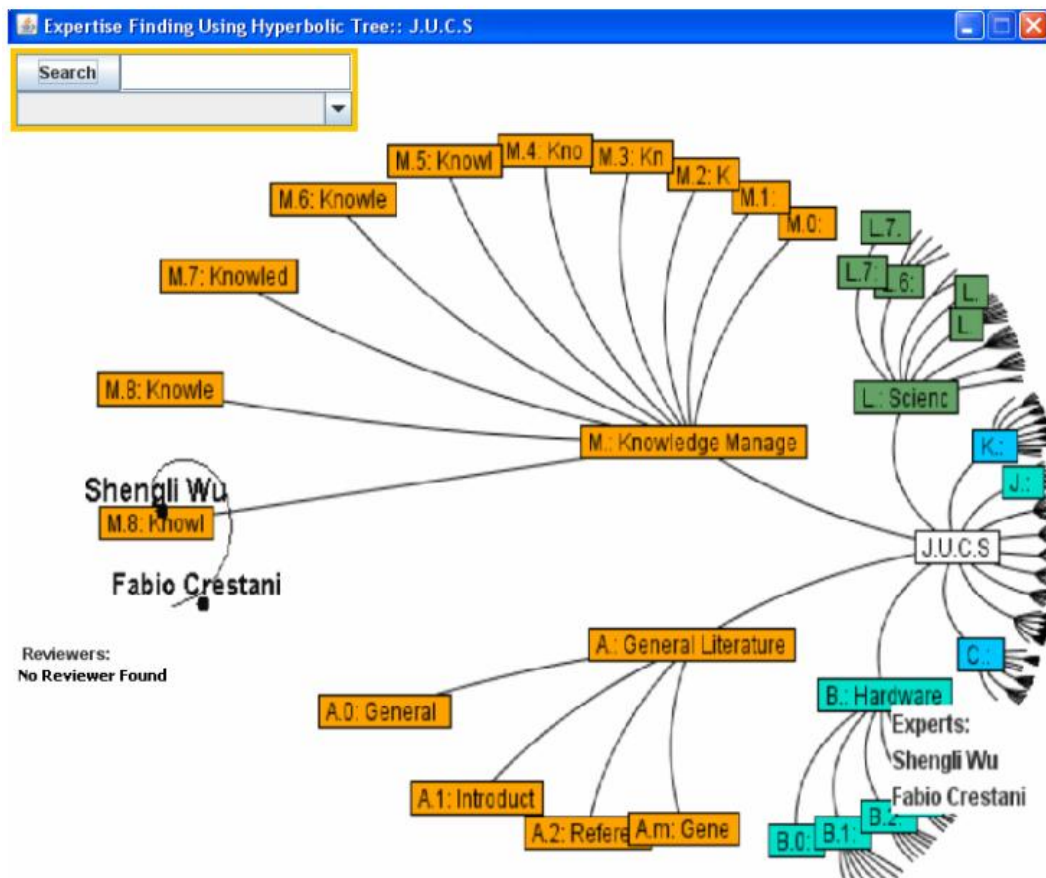 Expertise Finding Using Hyperbolic Tree:: J.U.C.S
Search
M.5: Knowl
M.4: Kno
M.3: Kn
M.2: K
M.1:
M.0:
M.6: Knowle
M.7: Knowled
M.8: Knowle
M.: Knowledge Manage
Shengli Wu
M.8: Knowl
Fabio Crestani
L.7.
L.7:
L.6:
L.
L.
L.: Scienc
K.:
J.:
J.U.C.S
C.:
Reviewers:
No Reviewer Found
A.: General Literature
A.0: General
A.1: Introduct
A.2: Refere
A.m: Gene
B.: Hardware
Experts:
Shengli Wu
Fabio Crestani
B.0:
B.1:
B.2: